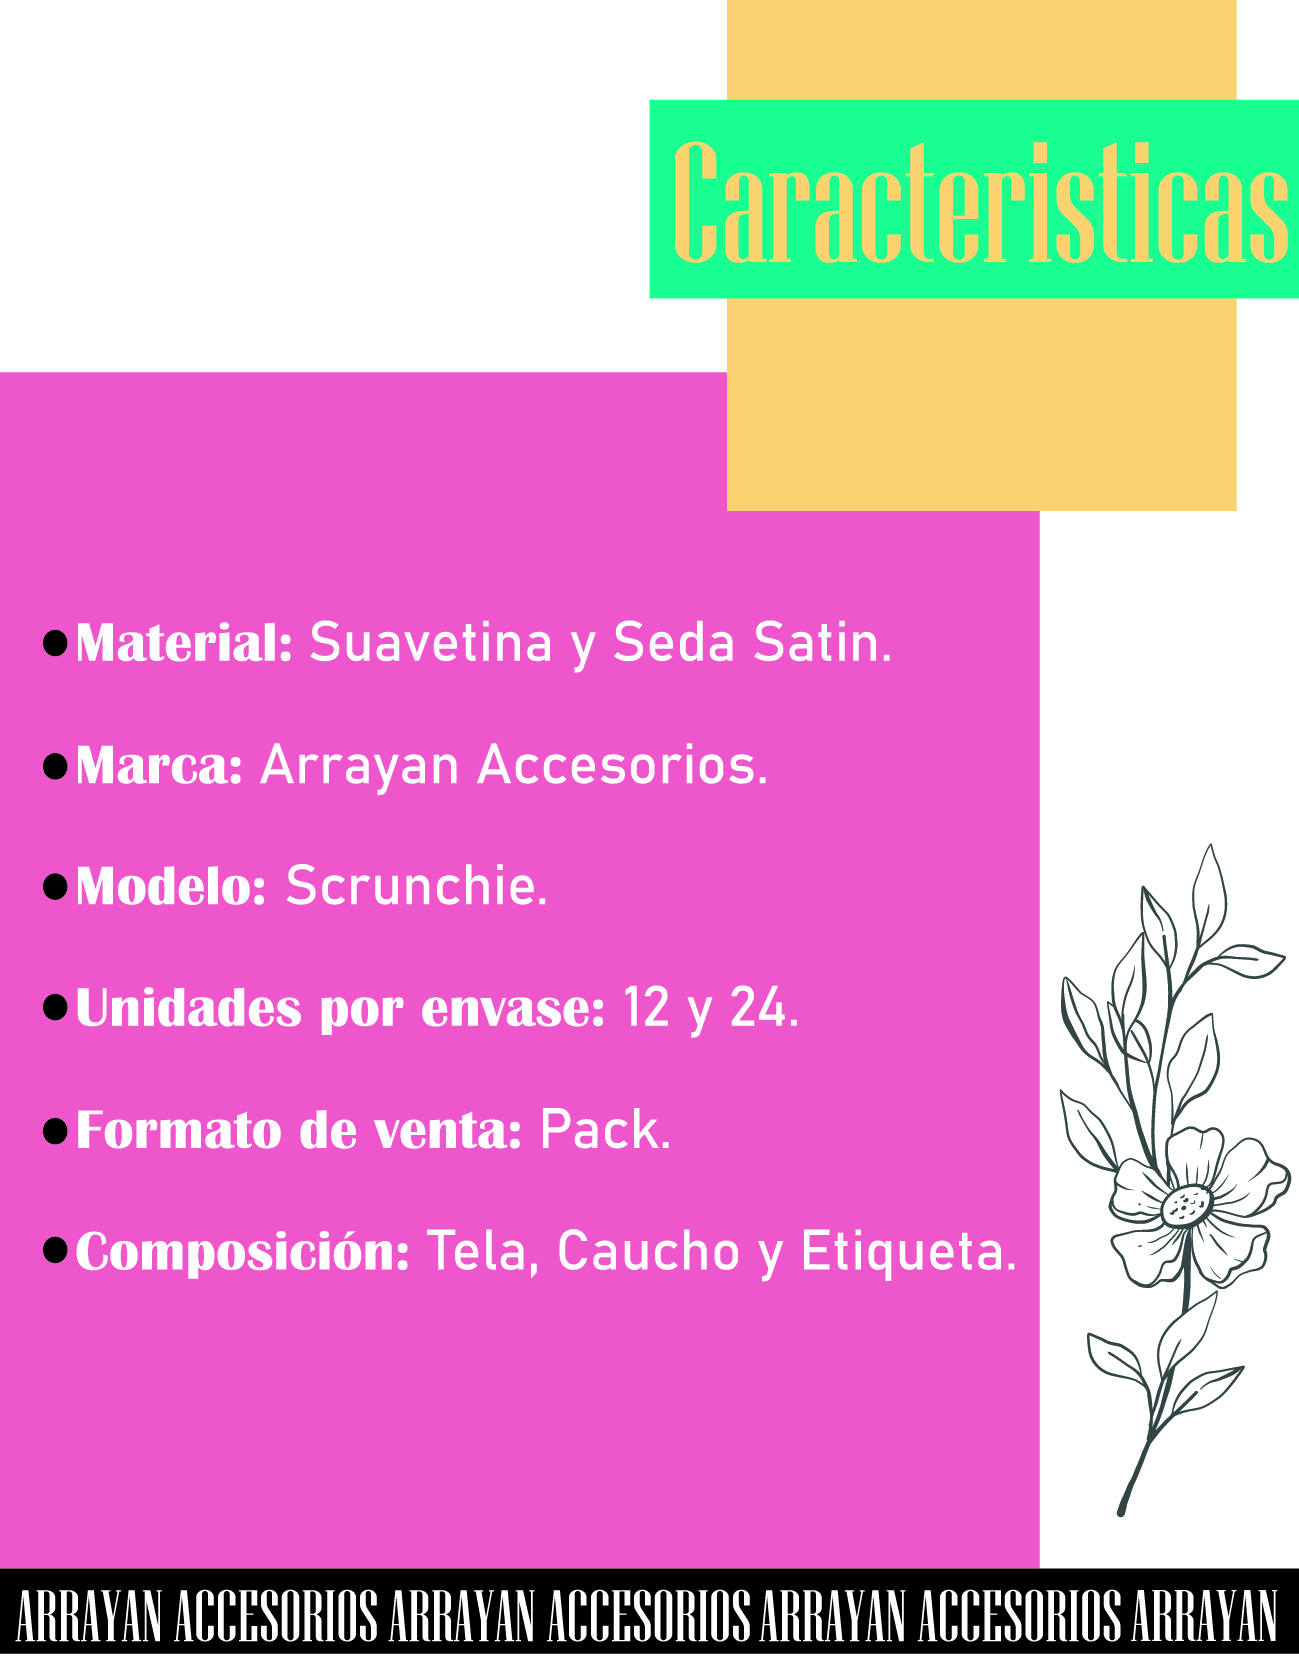 Caracteristicas
● Material: Suavetina y Seda Satin.
● Marca: Arrayan Accesorios.
● Modelo: Scrunchie.
● Unidades por envase: 12 y 24.
● Formato de venta: Pack.
● Composición: Tela, Caucho y Etiqueta.
ARRAYAN ACCESORIOS ARRAYAN ACCESORIOS ARRAYAN ACCESORIOS ARRAYAN